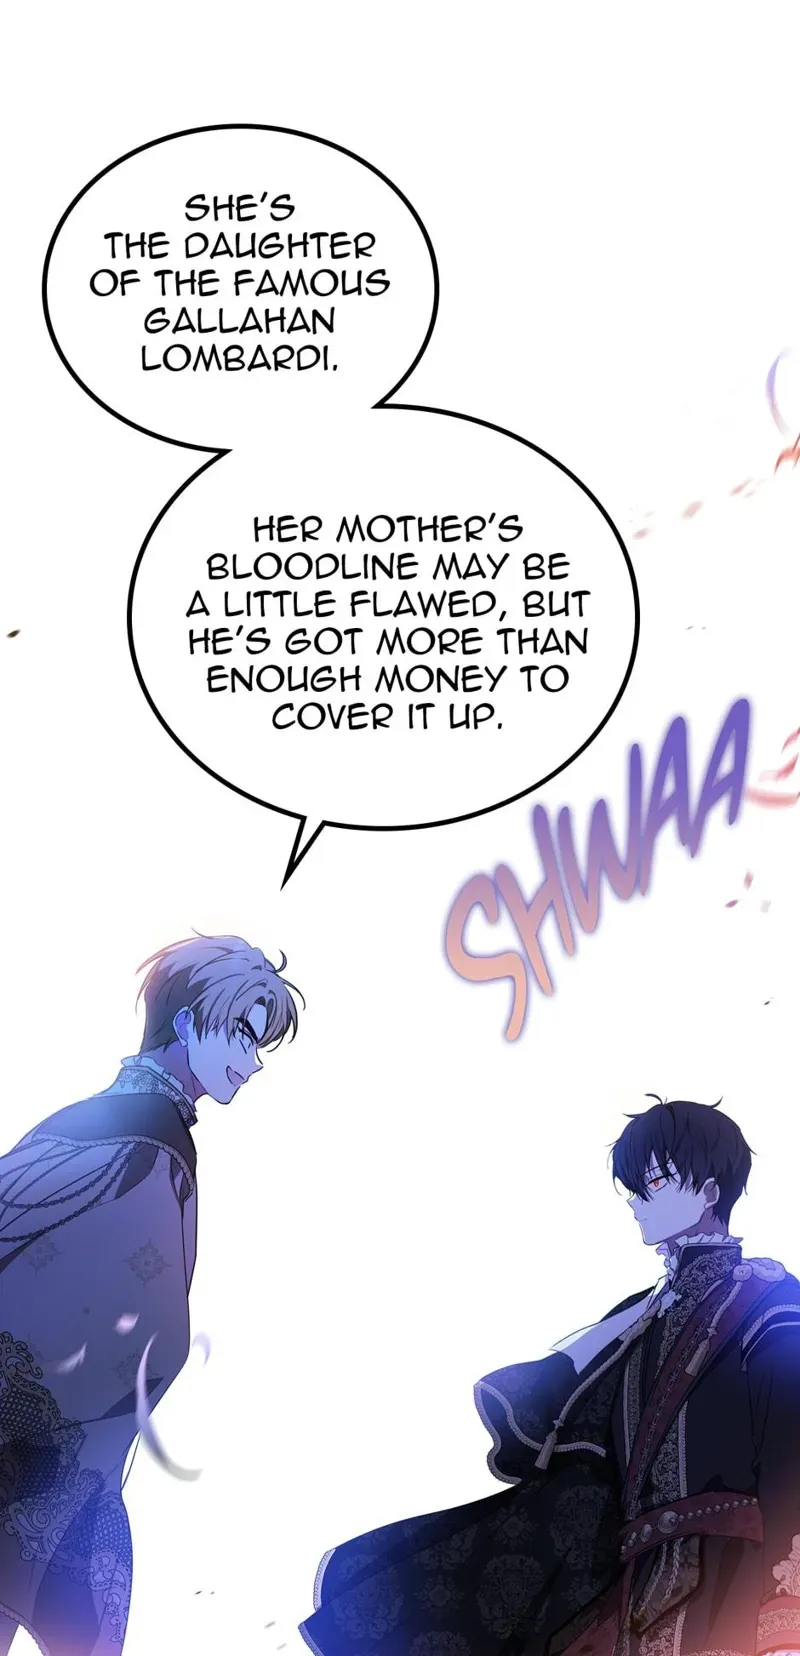 SHE'S
THE DAUGHTER
OF THE FAMOUS
GALLAHAN
LOMBARDI.
HER MOTHER'S
BLOODLINE MAY BE
A LITTLE FLAWED, BUT
HE'S GOT MORE THAN
ENOUGH MONEY TO
COVER IT UP.
SHWAA